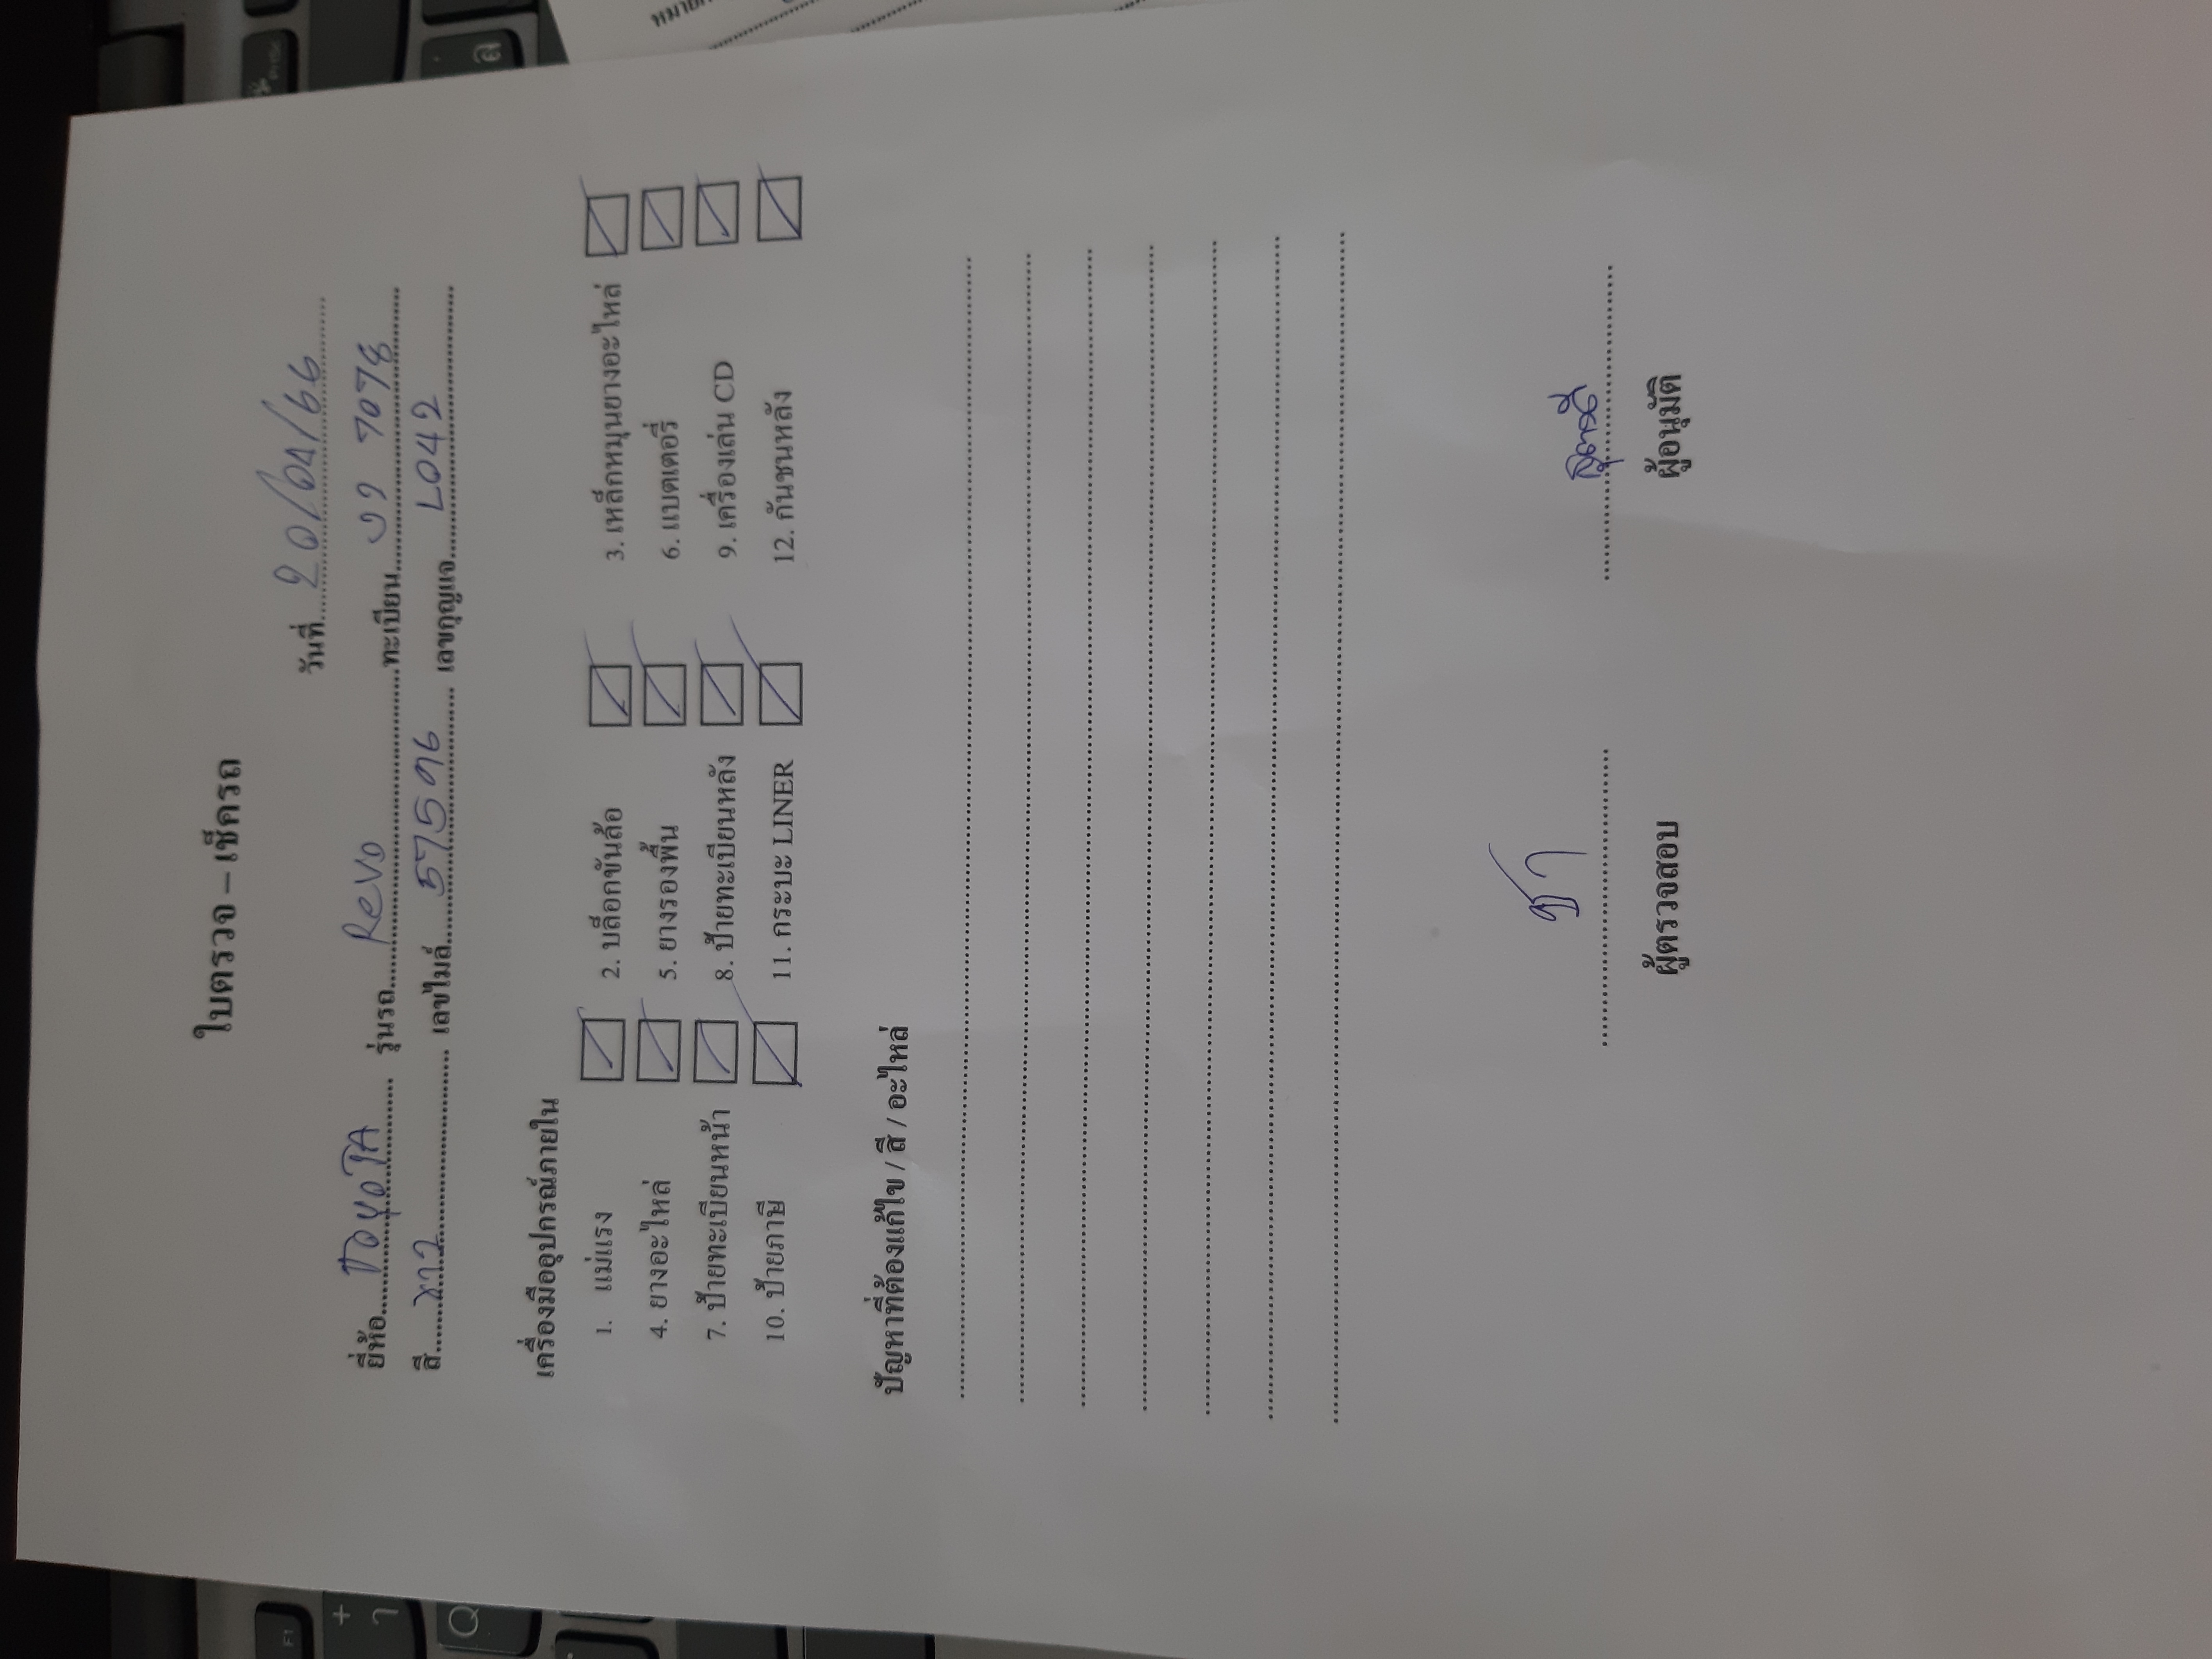 ใบตรวจ – เช็ครถ
วันที่ 20/04/66
ยี่ห้อ TOYOTA รุ่นรถ Revo ทะเบียน 7078
สี ขาว เลขไมล์ 57596 เลขกุญแจ L042
เครื่องมืออุปกรณ์ภายใน
1. แม่แรง 2. บล็อกขันล้อ 3. เหล็กหมุนยางอะไหล่
4. ยางอะไหล่ 5. ยางรองพื้น 6. แบตเตอรี่
7. ป้ายทะเบียนหน้า 8. ป้ายทะเบียนหลัง 9. เครื่องเล่น CD
10. ป้ายภาษี 11. กระบะ LINER 12. กันชนหลัง
ปัญหาที่ต้องแก้ไข / สี / อะไหล่
ผู้ตรวจสอบ ผู้อนุมัติ